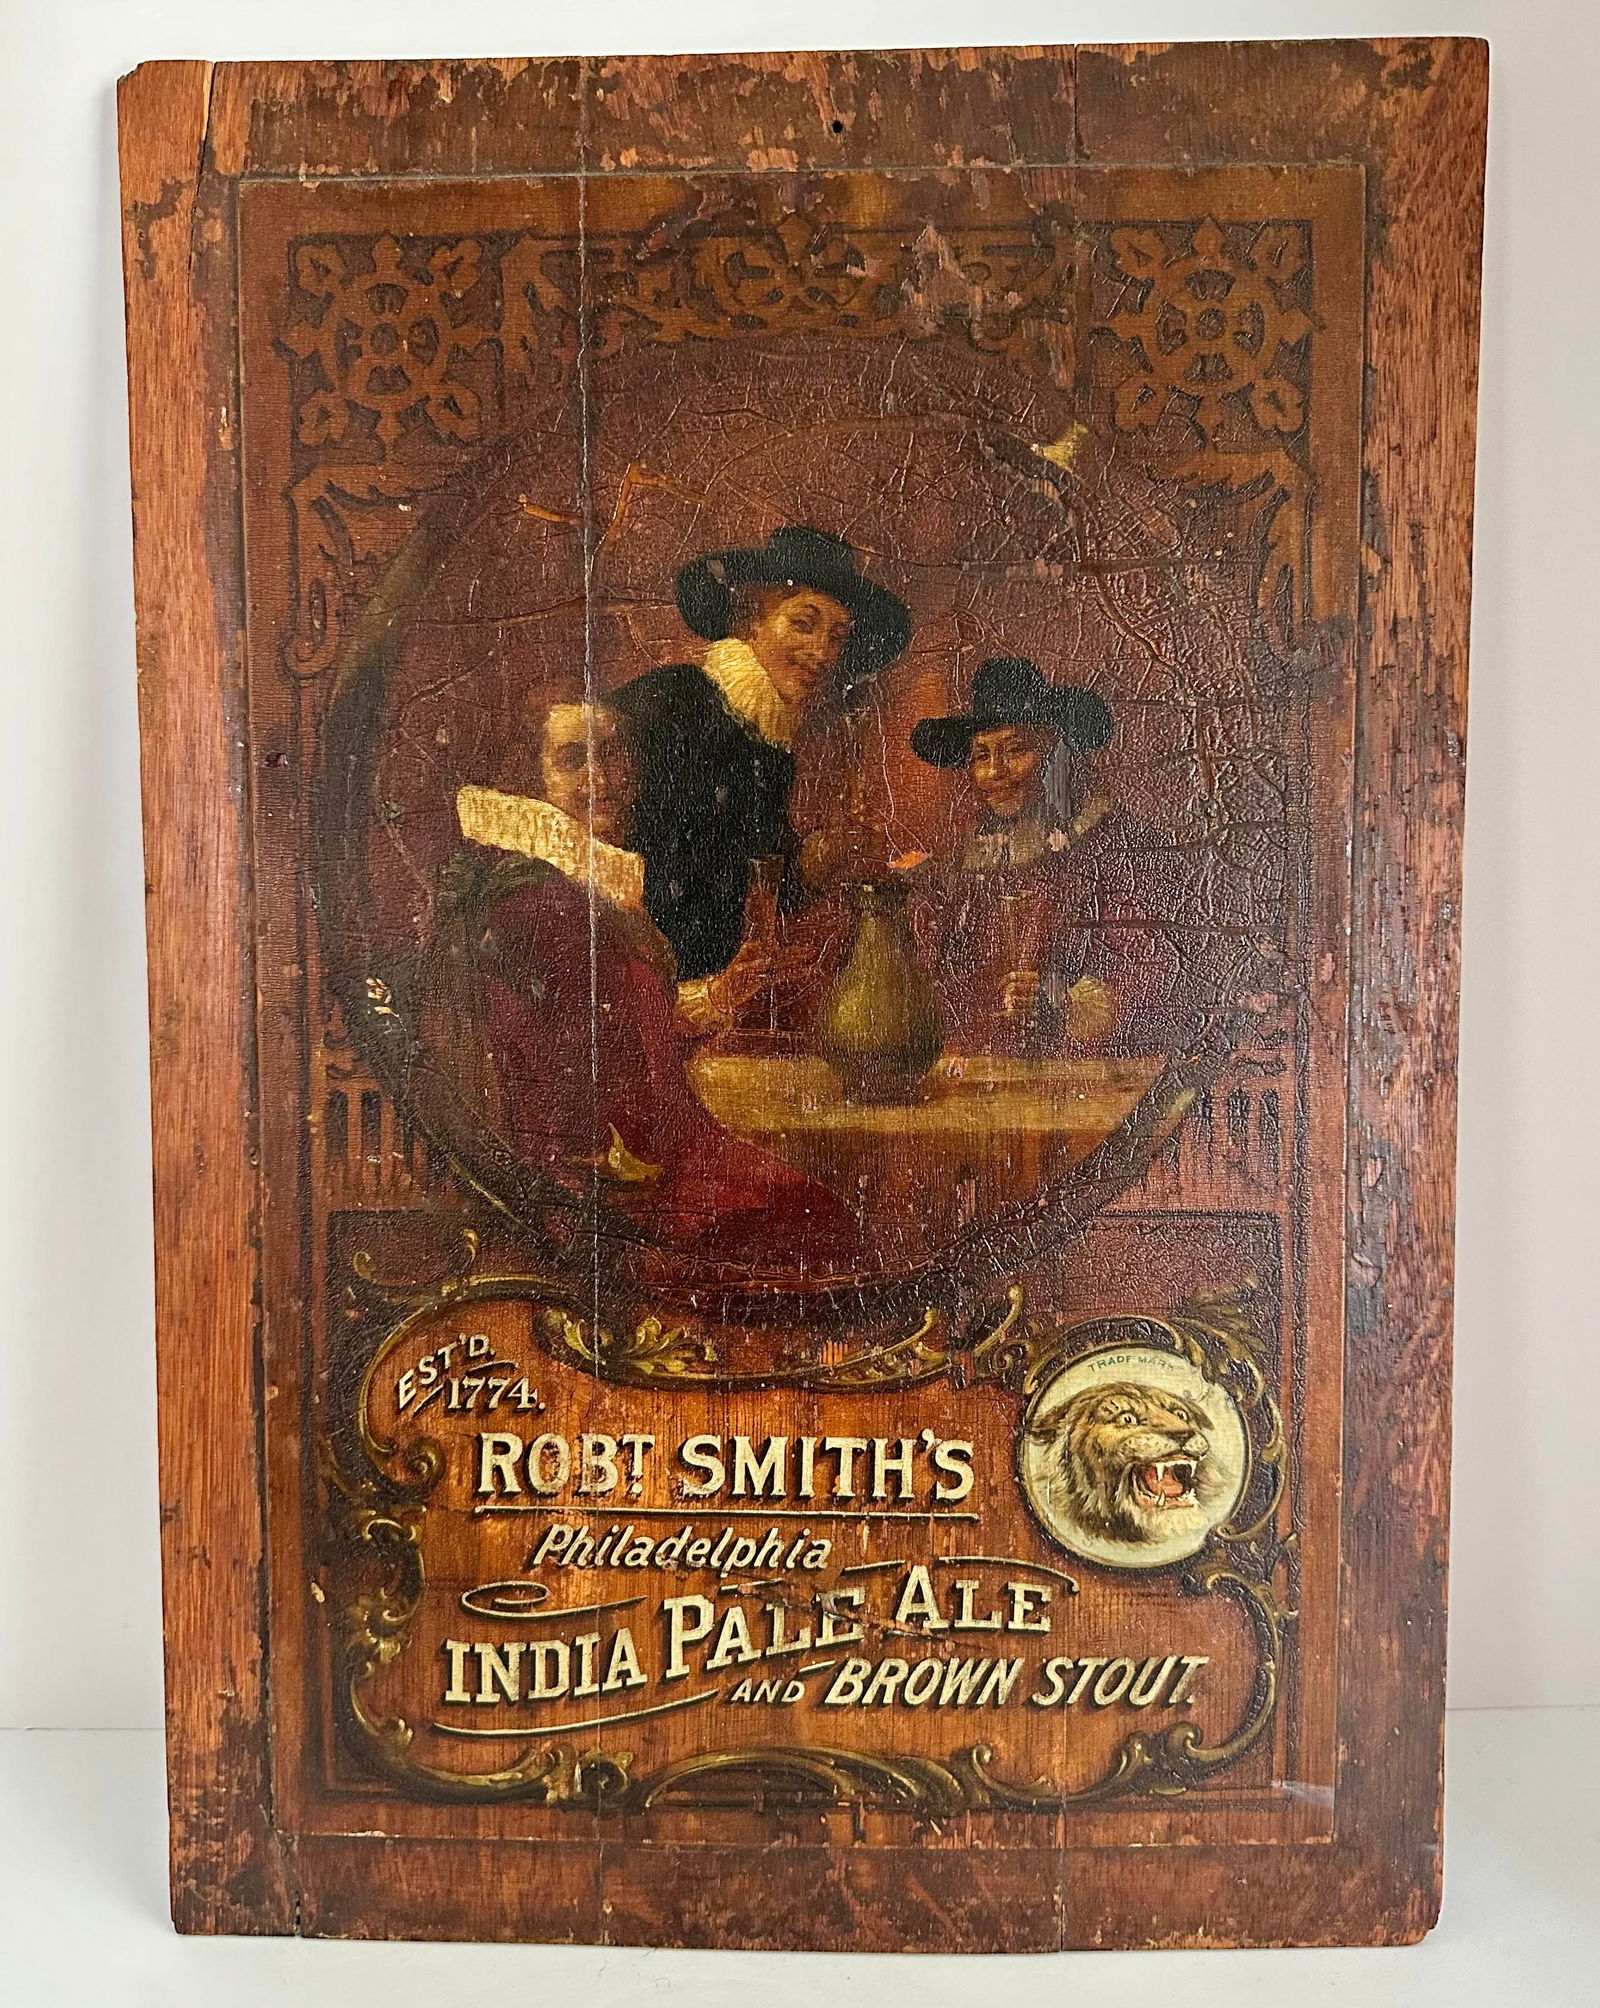 EST'D.
1774.
TRADE MARK
ROBT. SMITH'S
Philadelphia
INDIA PALE ALE
AND BROWN STOUT.